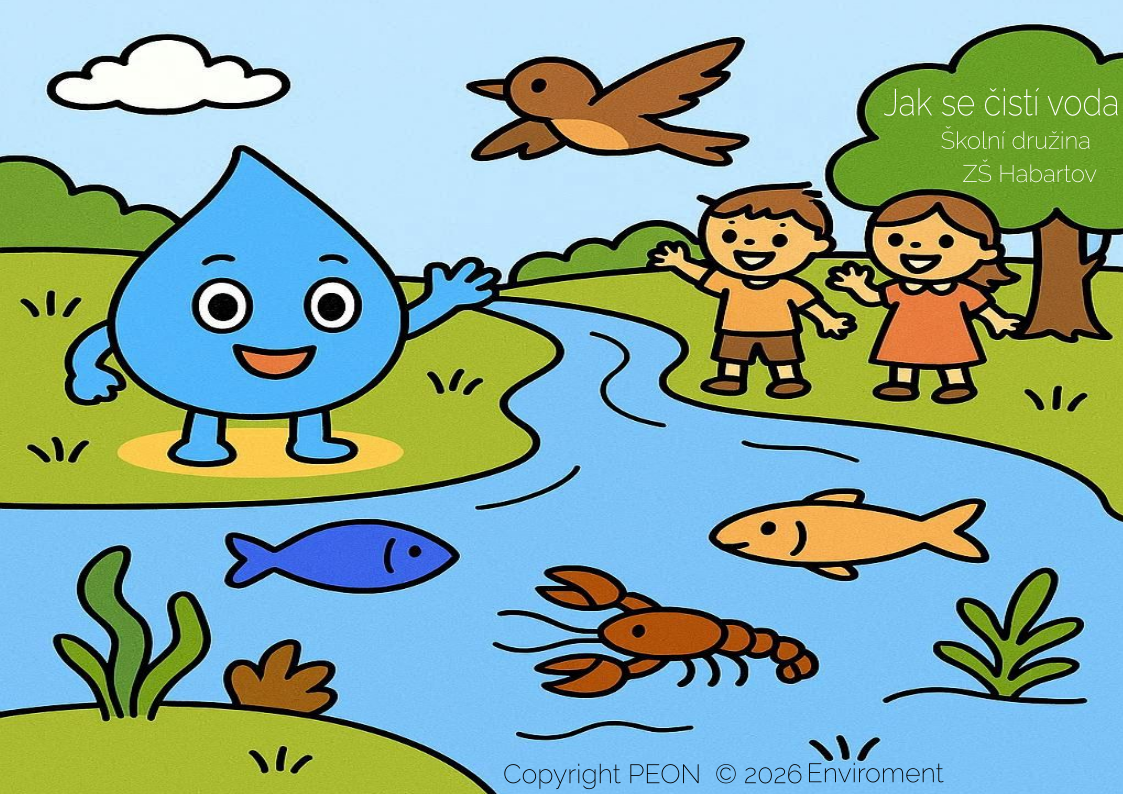 Jak se čistí voda
Školní družina
ZŠ Habartov
Copyright PEON © 2026 Enviroment